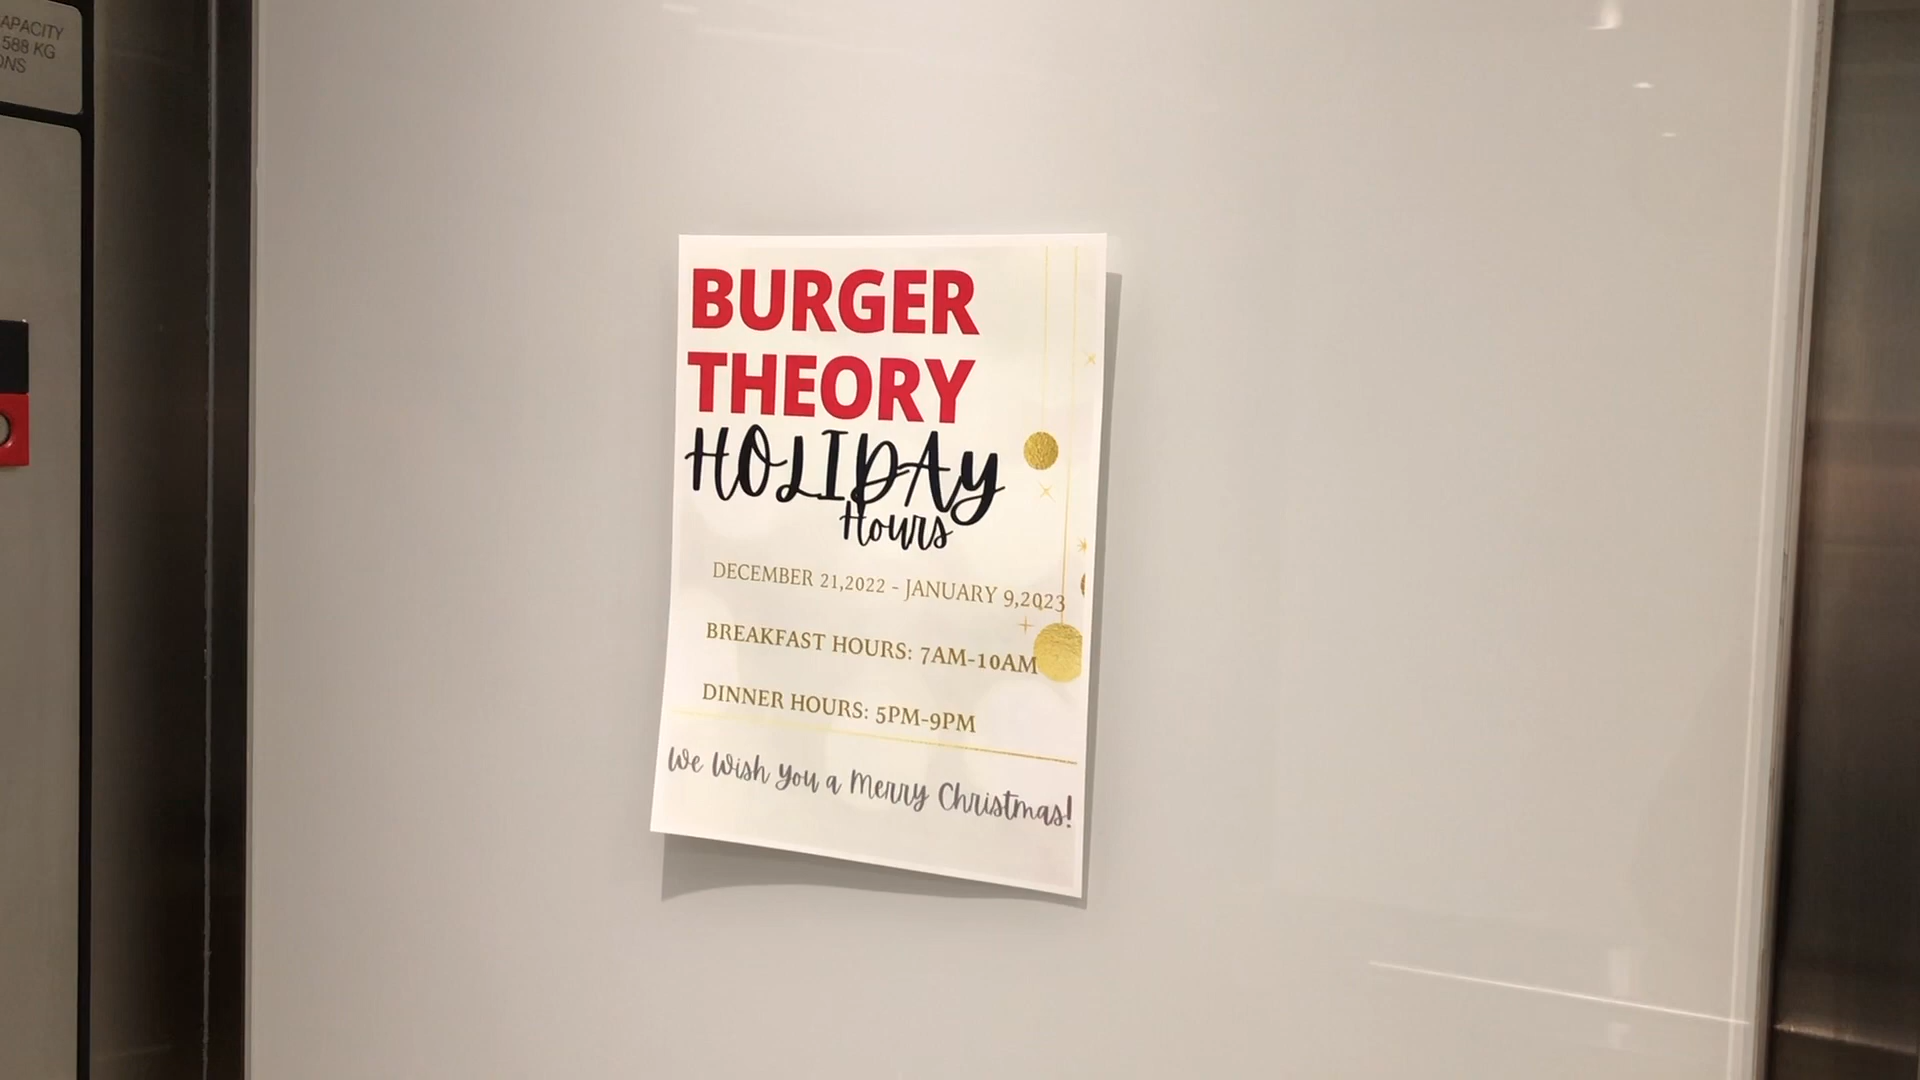 APACITY
588 KG
ONS
BURGER
THEORY
HOLIDAY
Hours
DECEMBER 21,2022 - JANUARY 9,2023
BREAKFAST HOURS: 7AM-10AM
DINNER HOURS: 5PM-9PM
We Wish You a Merry Christmas!